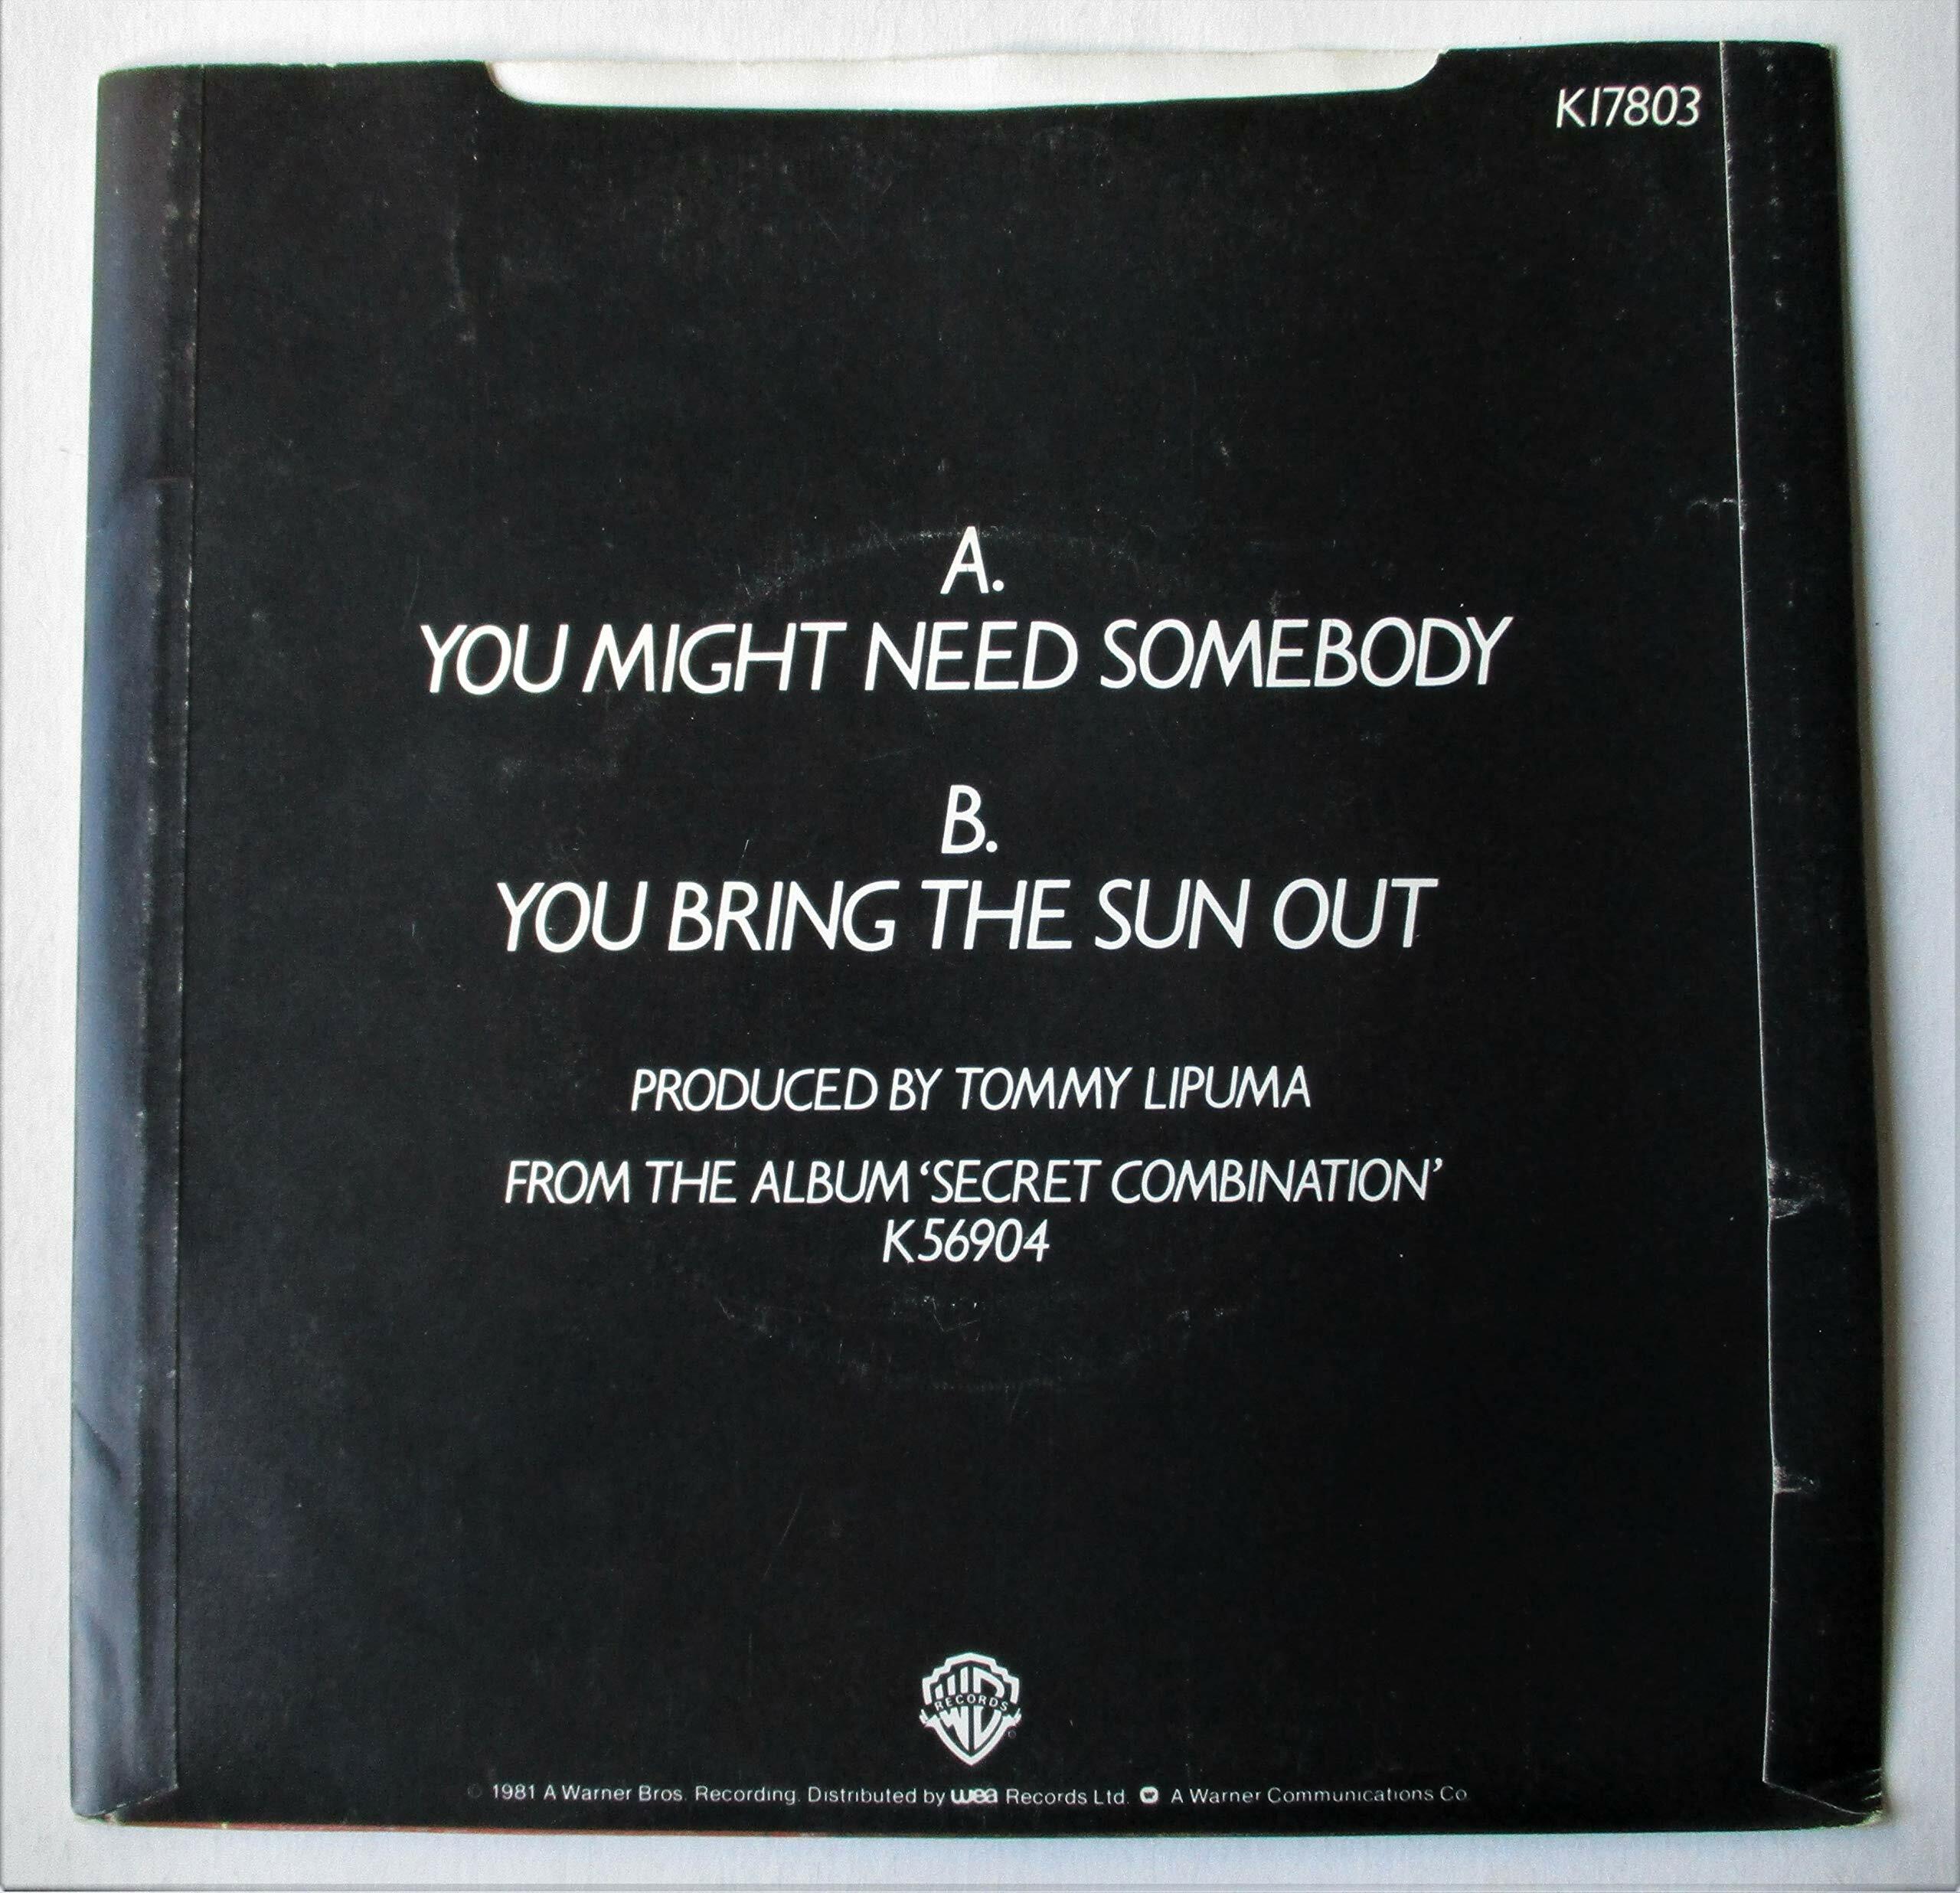 K17803
A.
YOU MIGHT NEED SOMEBODY
B.
YOU BRING THE SUN OUT
PRODUCED BY TOMMY LIPUMA
FROM THE ALBUM ‘SECRET COMBINATION’
K56904
RECORDS
© 1981 A Warner Bros. Recording. Distributed by wea Records Ltd. A Warner Communications Co